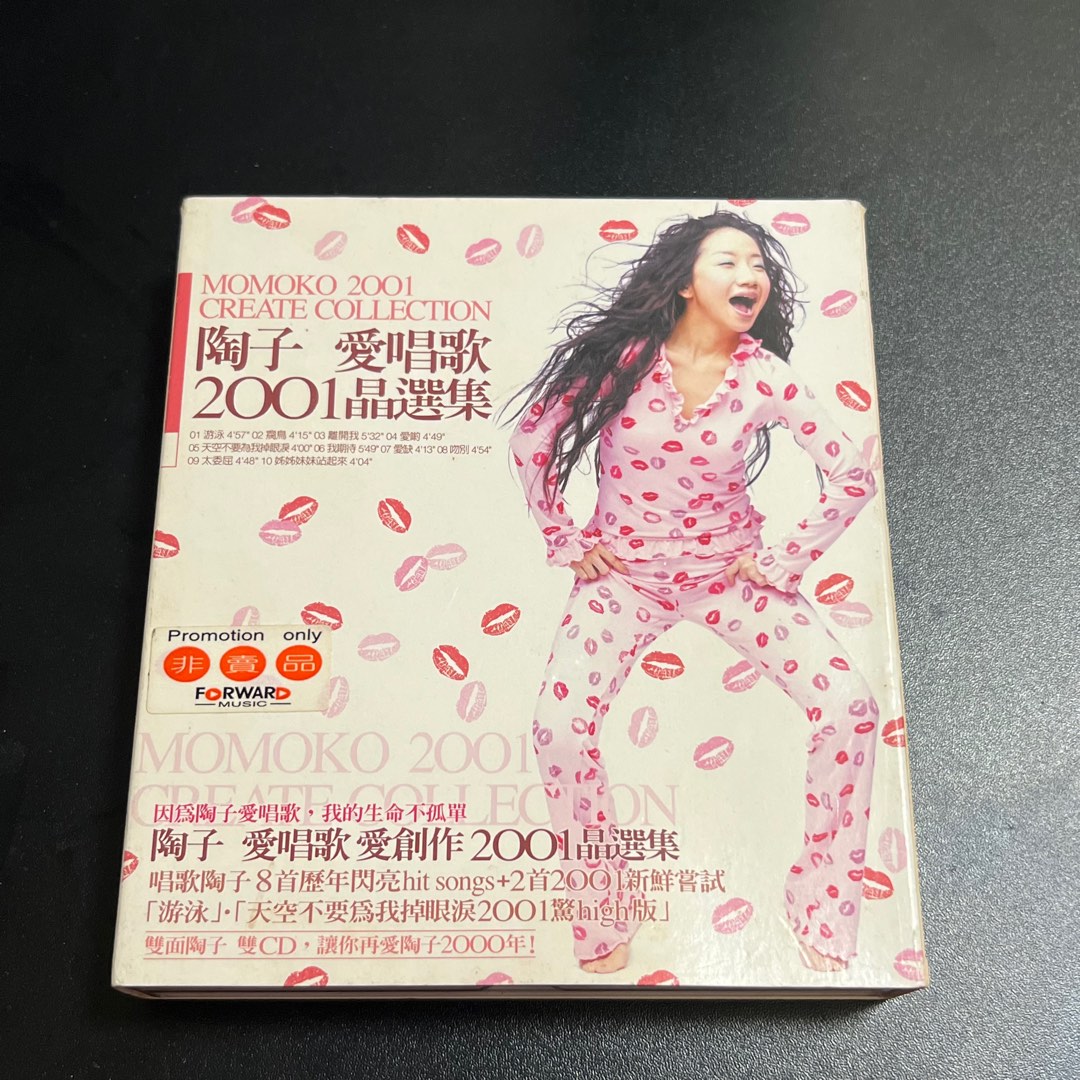 MOMOKO 2001
CREATE COLLECTION
陶子 愛唱歌
2001晶選集
01 游泳 4'57" 02 窩鳥 4'15" 03 離開我 5'32" 04 愛啲 4'49"
05 天空不要為我掉眼淚 4'00" 06 我期待 5'49" 07 愛缺 4'13" 08 吻別 4'54"
09 太委屈 4'48" 10 姊姊妹妹站起來 4'04"
Promotion only
非賣品
FORWARD
MUSIC
MOMOKO 2001
CREATE COLLECTION
因為陶子愛唱歌，我的生命不孤單
陶子 愛唱歌 愛創作 2001晶選集
唱歌陶子8首歷年閃亮hit songs+2首2001新鮮嘗試
「游泳」·「天空不要為我掉眼淚2001驚high版」
雙面陶子 雙CD，讓你再愛陶子2000年！